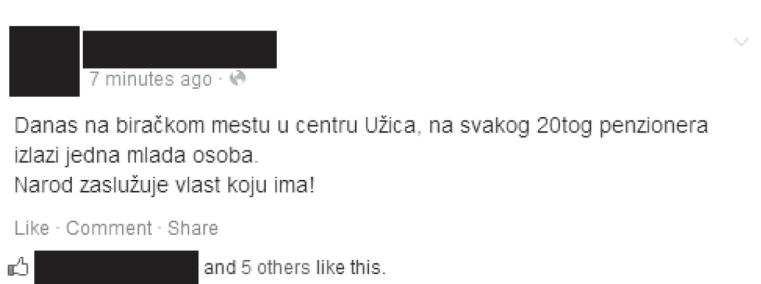 7 minutes ago ·
Danas na biračkom mestu u centru Užica, na svakog 20tog penzionera
izlazi jedna mlada osoba.
Narod zaslužuje vlast koju ima!
Like · Comment · Share
and 5 others like this.